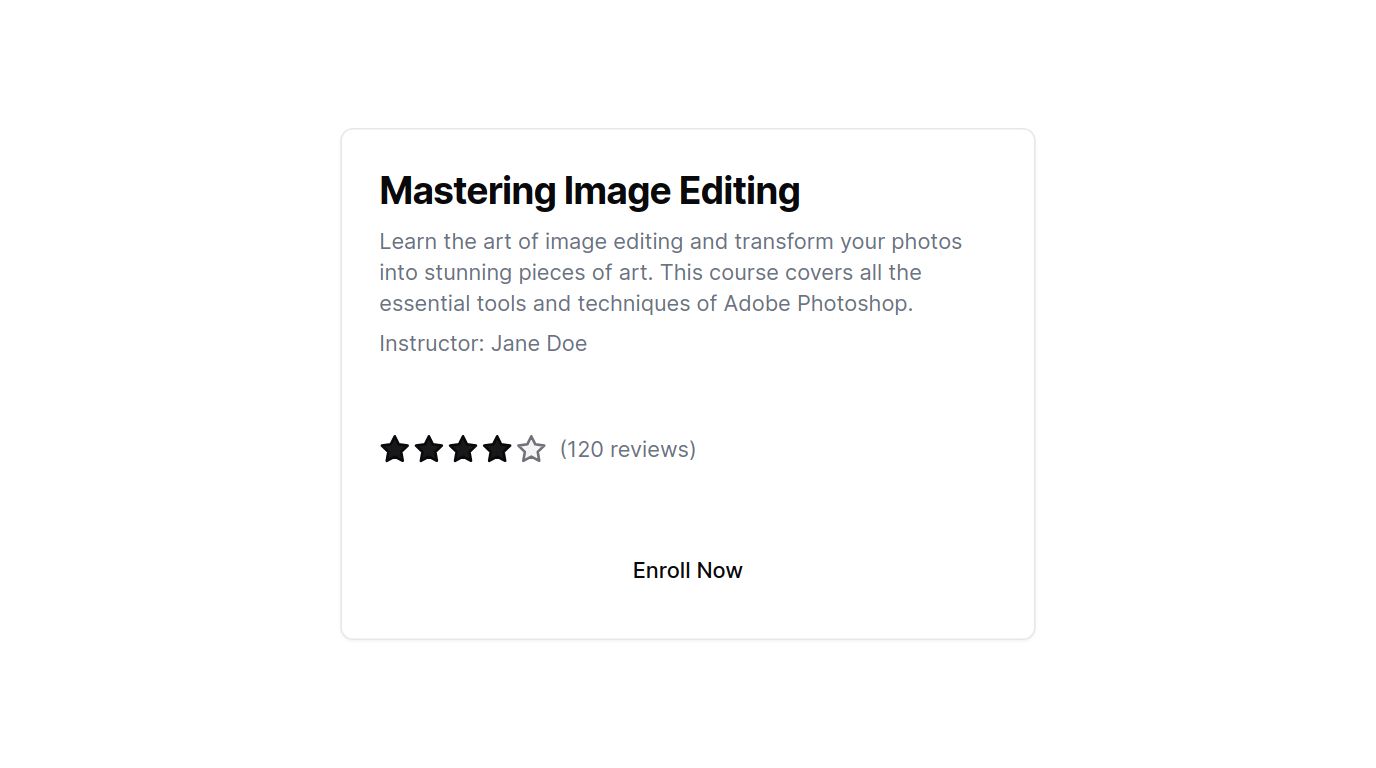 Mastering Image Editing
Learn the art of image editing and transform your photos
into stunning pieces of art. This course covers all the
essential tools and techniques of Adobe Photoshop.
Instructor: Jane Doe
(120 reviews)
Enroll Now